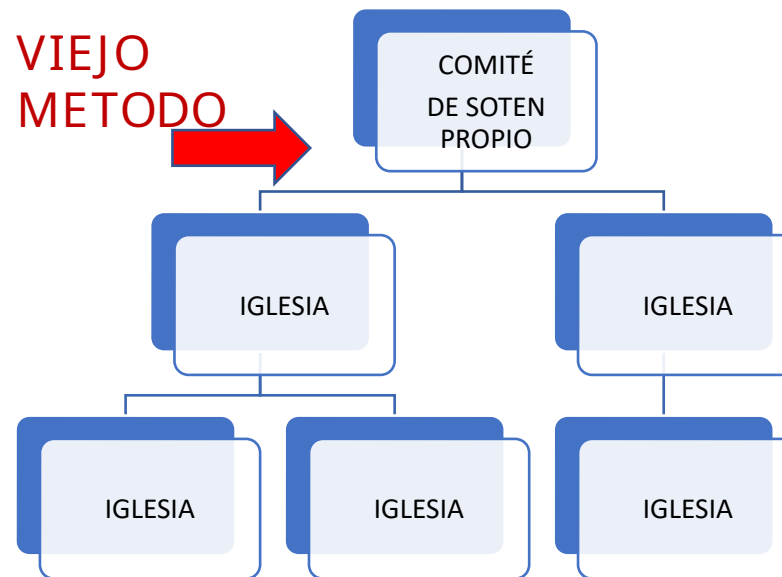 VIEJO
METODO
COMITÉ
DE SOTEN
PROPIO
IGLESIA
IGLESIA
IGLESIA
IGLESIA
IGLESIA